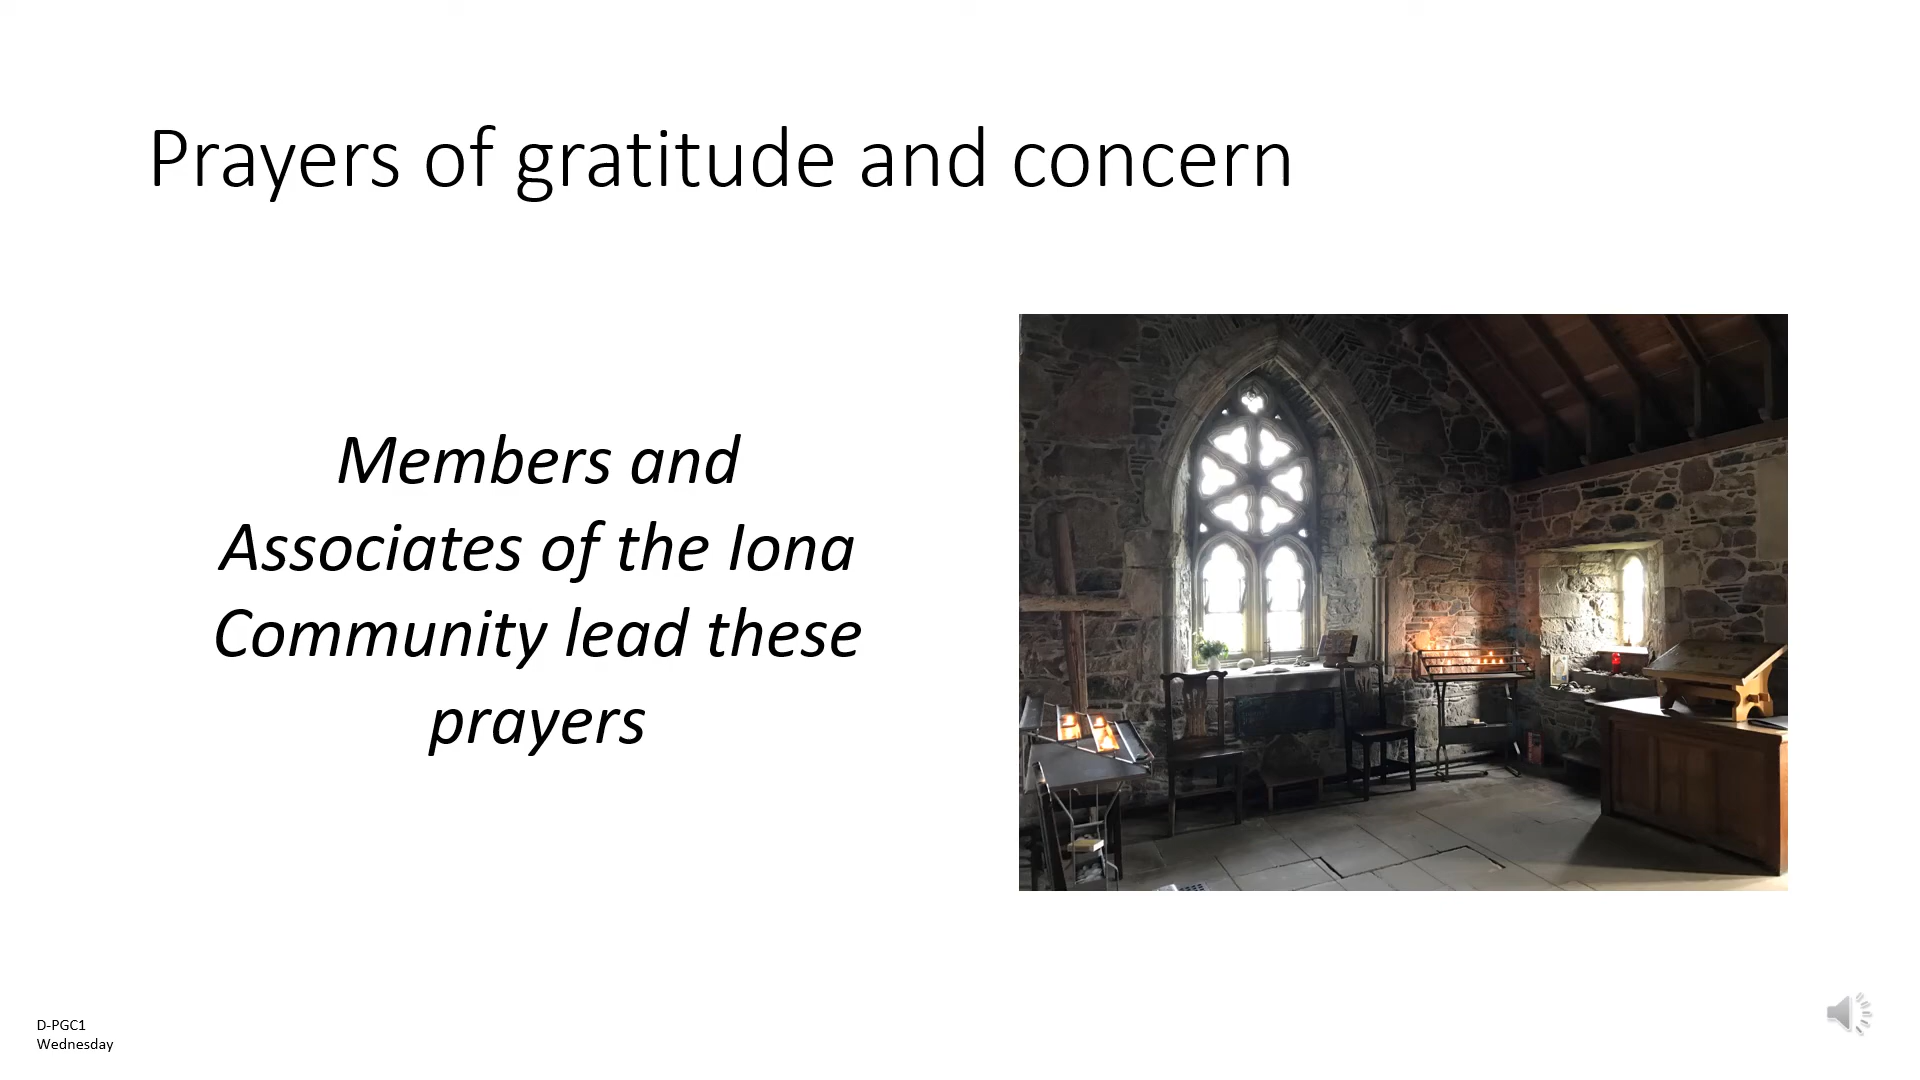 Prayers of gratitude and concern
Members and
Associates of the Iona
Community lead these
prayers
D-PGC1
Wednesday